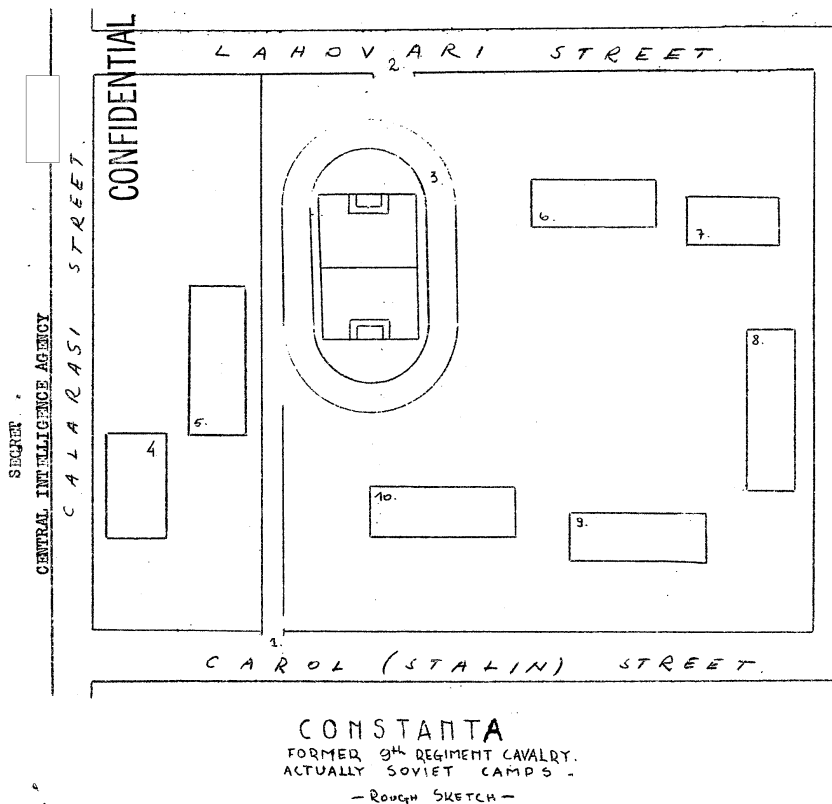 LAHOVARI STREET.
2.
CONFIDENTIAL
SECRET.
CENTRAL INTELLIGENCE AGENCY
CALARASI STREET.
3.
6.
7.
8.
5.
4
10.
9.
1.
CAROL (STALIN) STREET.
CONSTANTA
FORMER 9th REGIMENT CAVALRY.
ACTUALLY SOVIET CAMPS.
- ROUGH SKETCH -